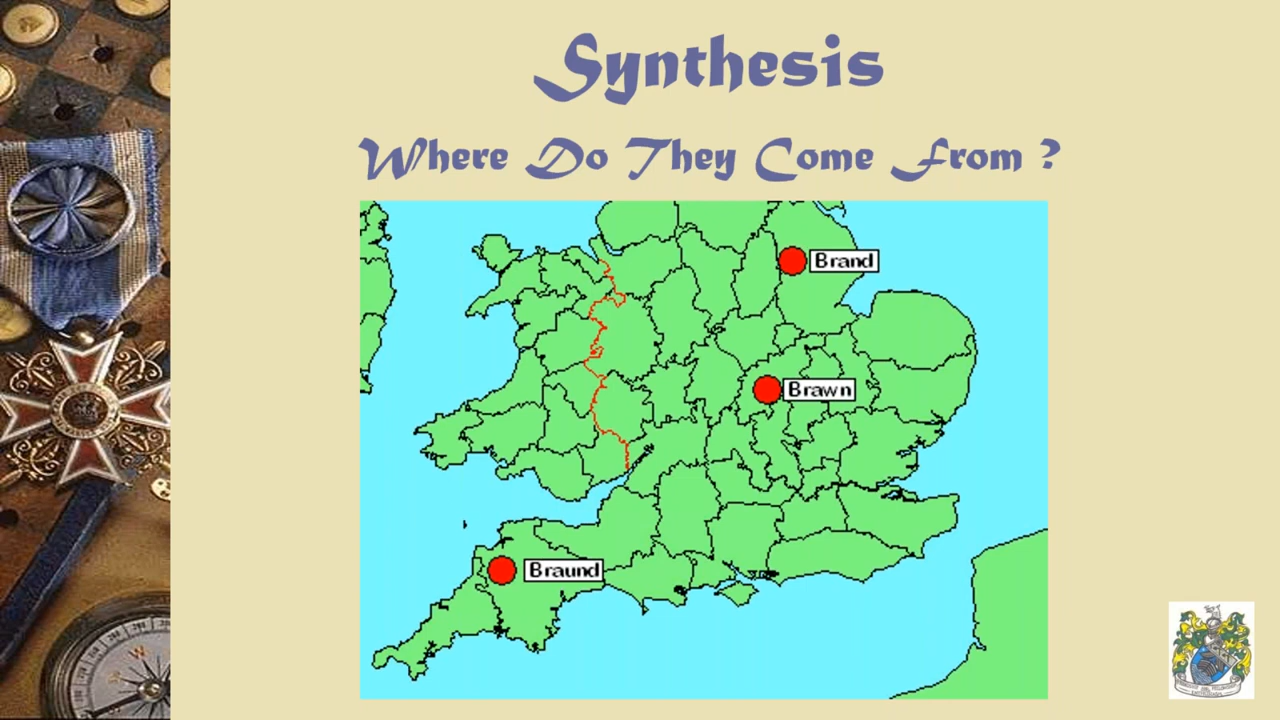 Synthesis
Where Do They Come From ?
Brand
Brawn
Braund